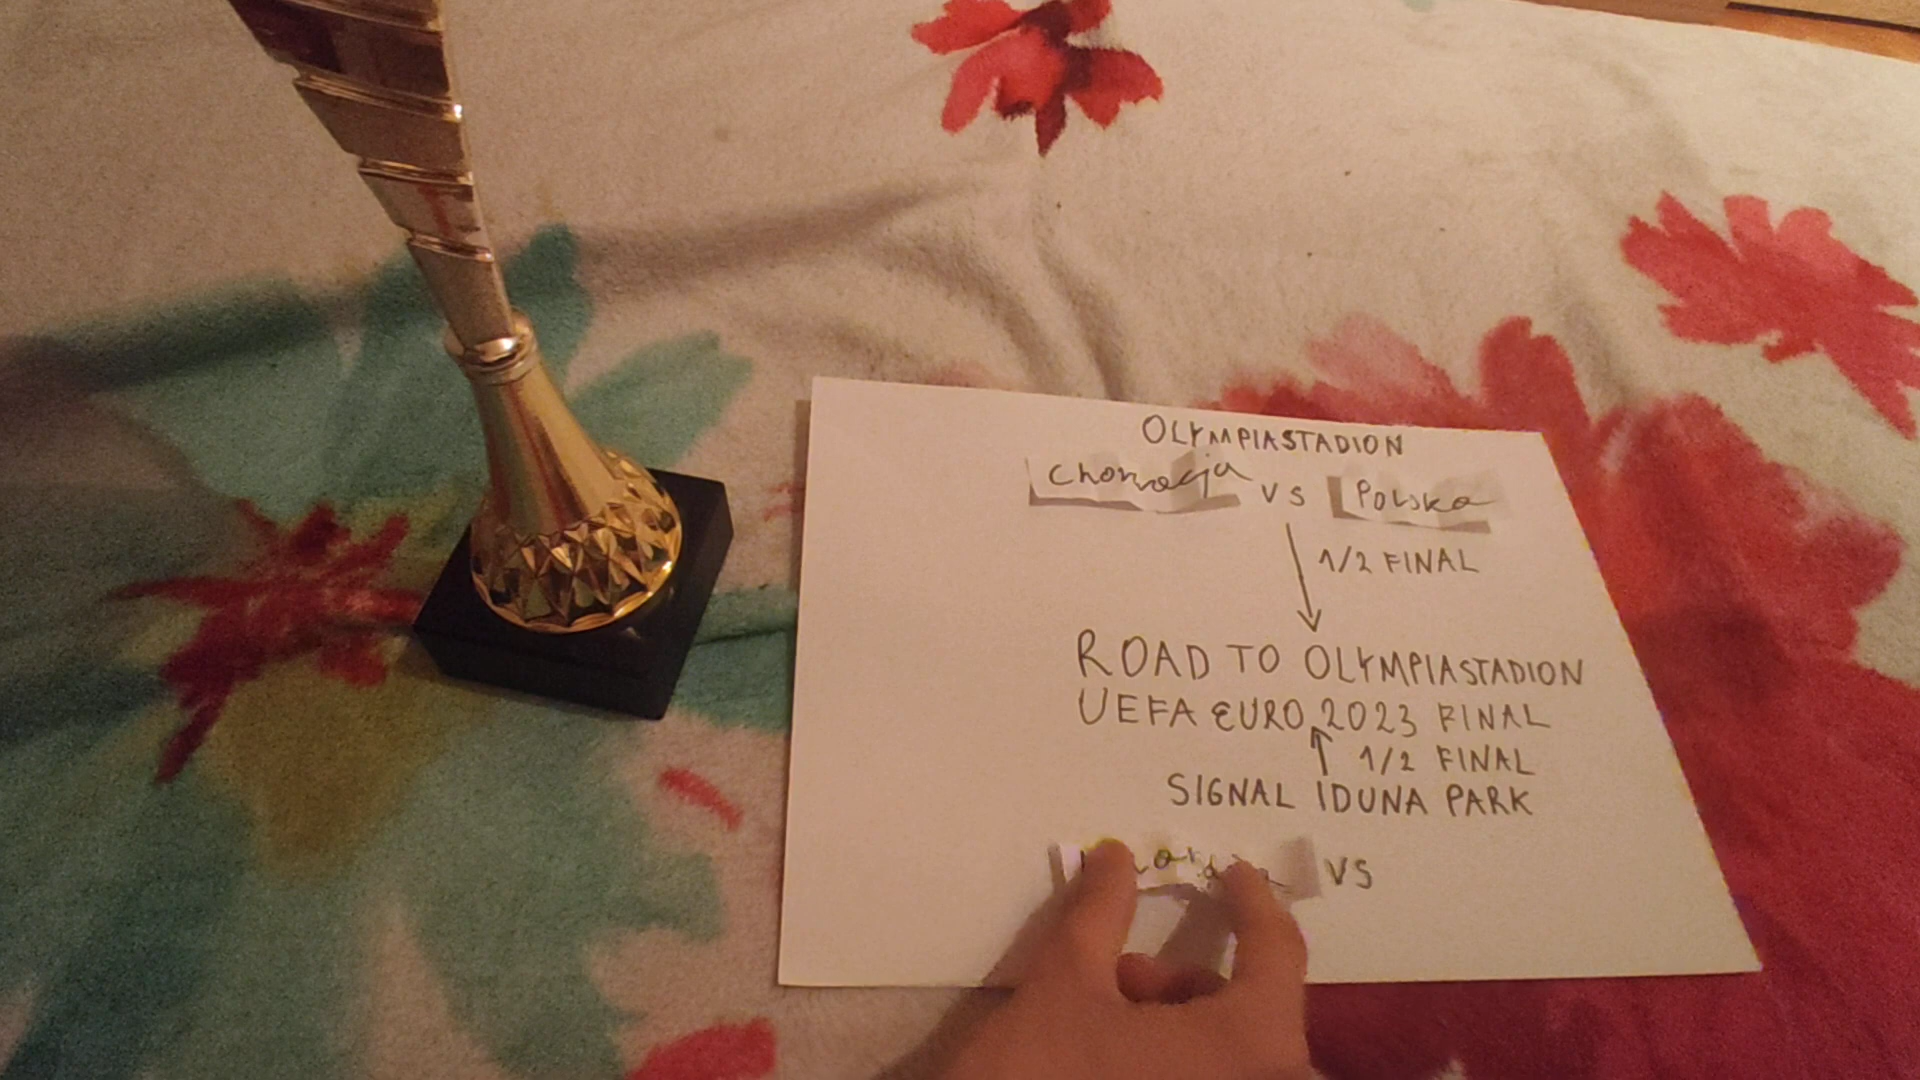 OLYMPIASTADION
Chorwacja vs Polska
1/2 FINAL
ROAD TO OLYMPIASTADION
UEFA EURO 2023 FINAL
1/2 FINAL
SIGNAL IDUNA PARK
VS